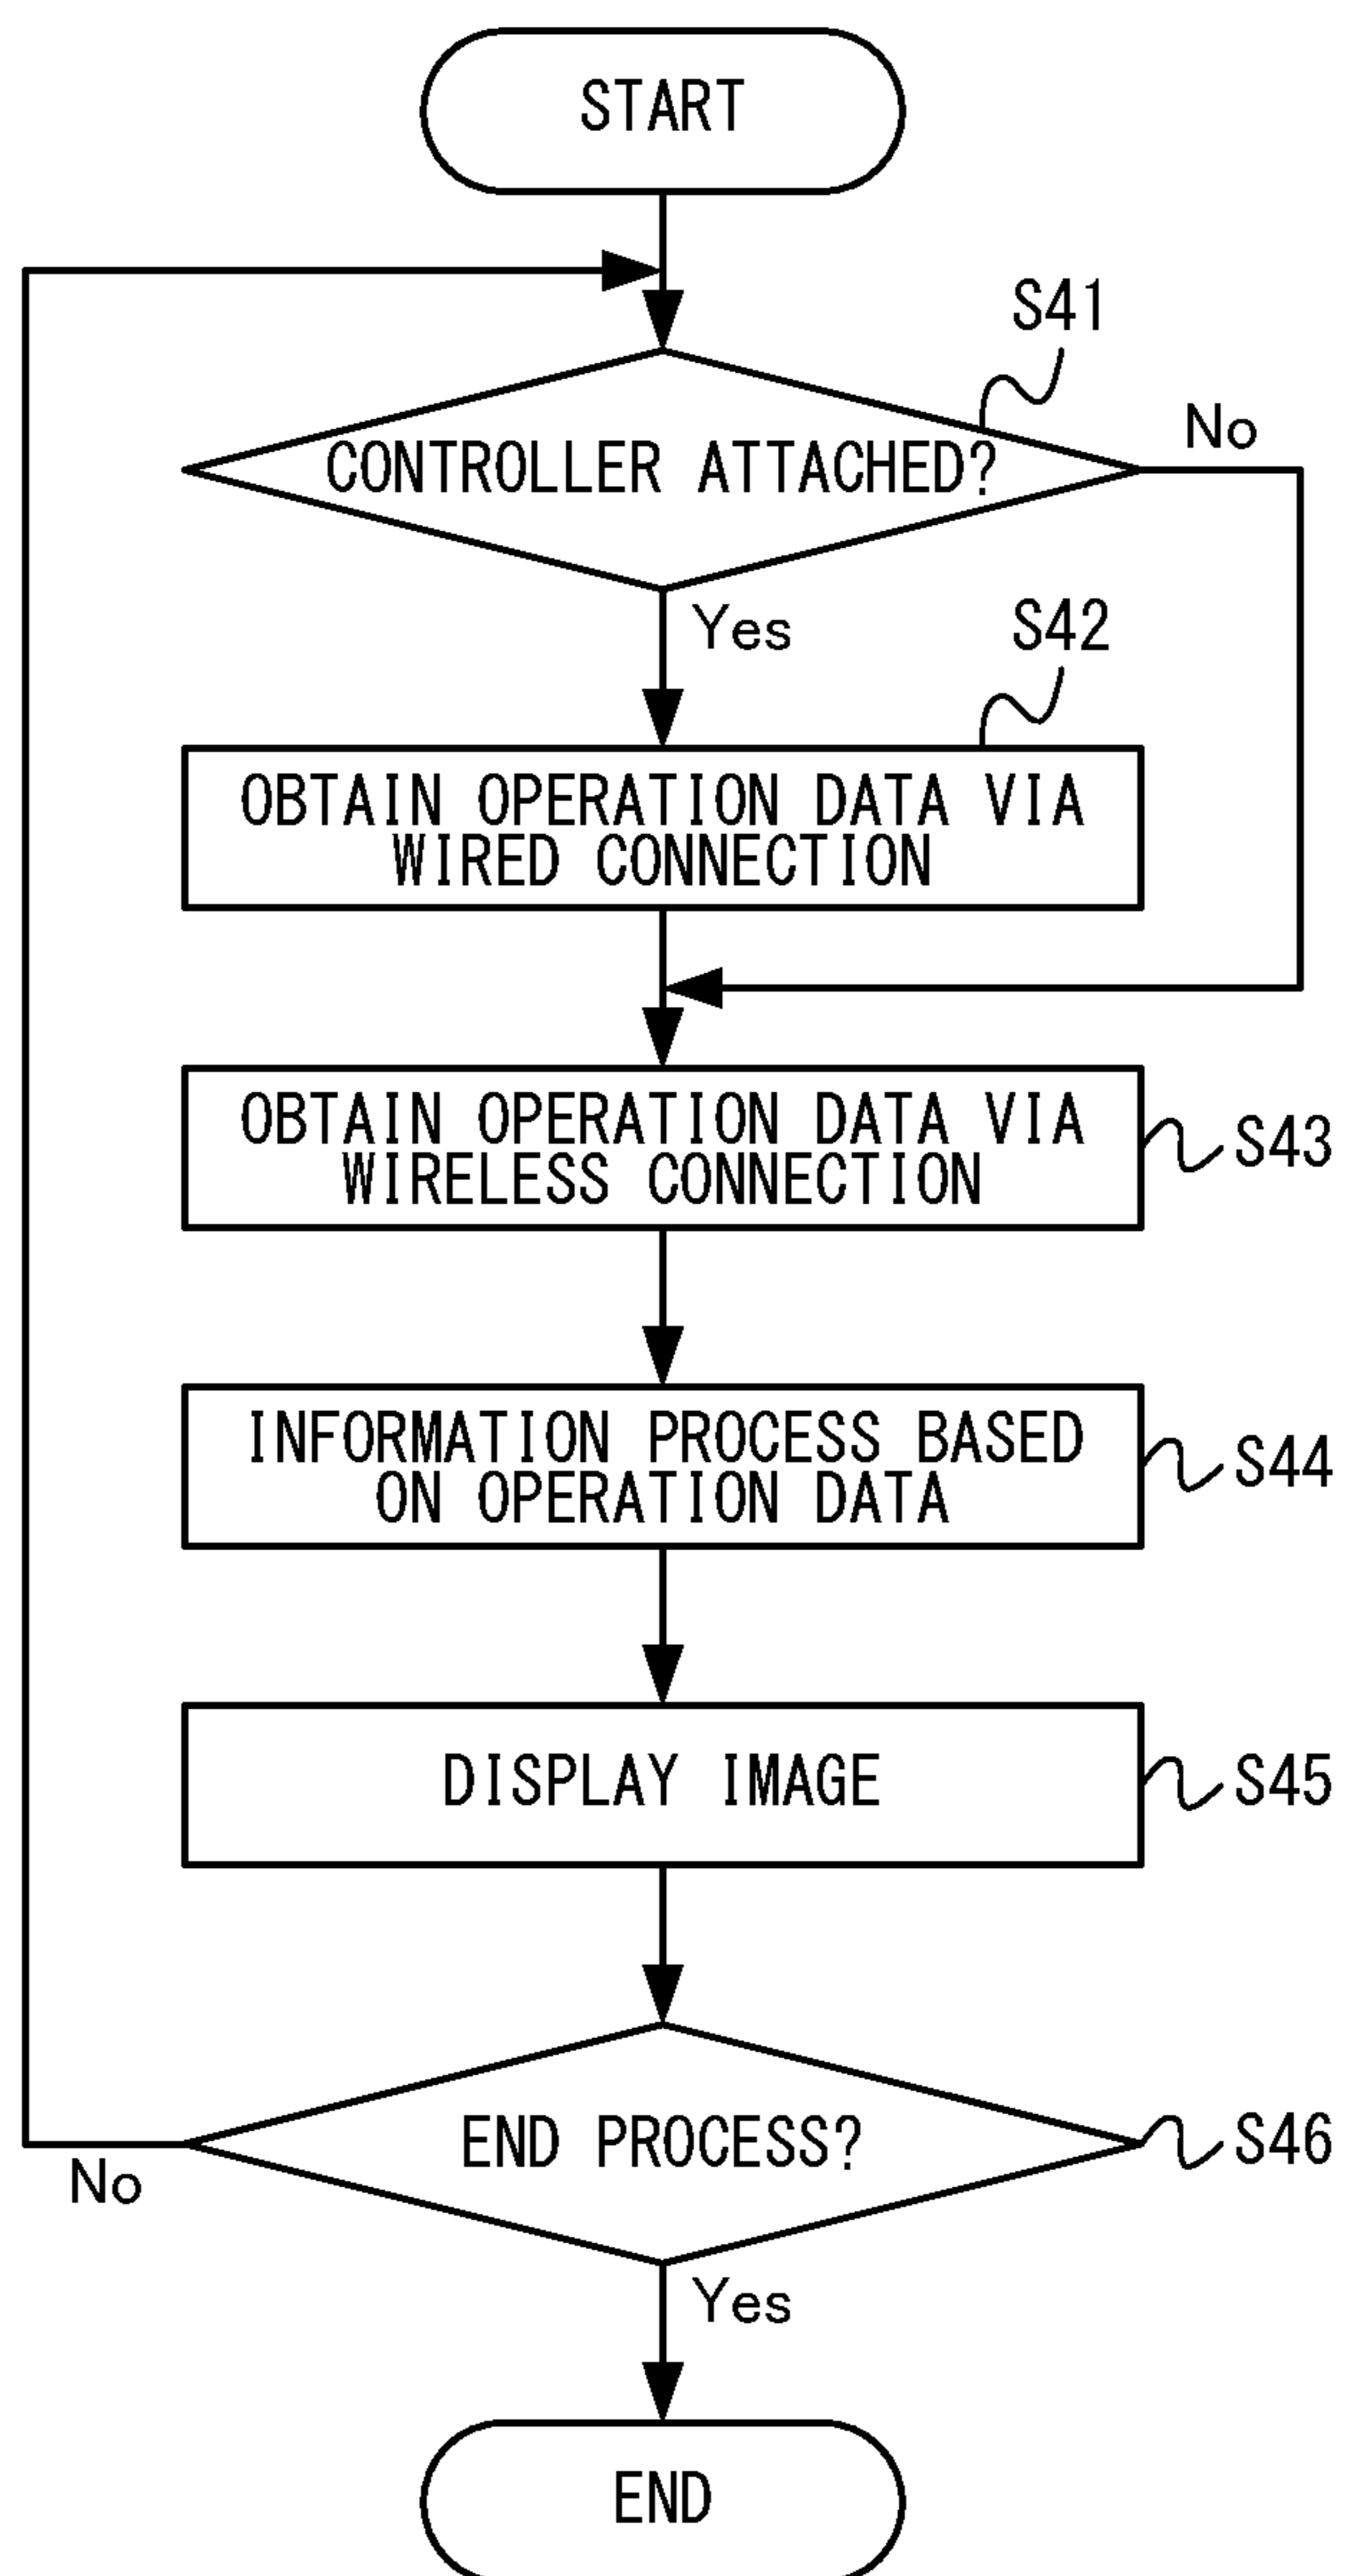 START
S41
No
CONTROLLER ATTACHED?
Yes
S42
OBTAIN OPERATION DATA VIA
WIRED CONNECTION
OBTAIN OPERATION DATA VIA
WIRELESS CONNECTION
S43
INFORMATION PROCESS BASED
ON OPERATION DATA
S44
DISPLAY IMAGE
S45
END PROCESS?
S46
No
Yes
END